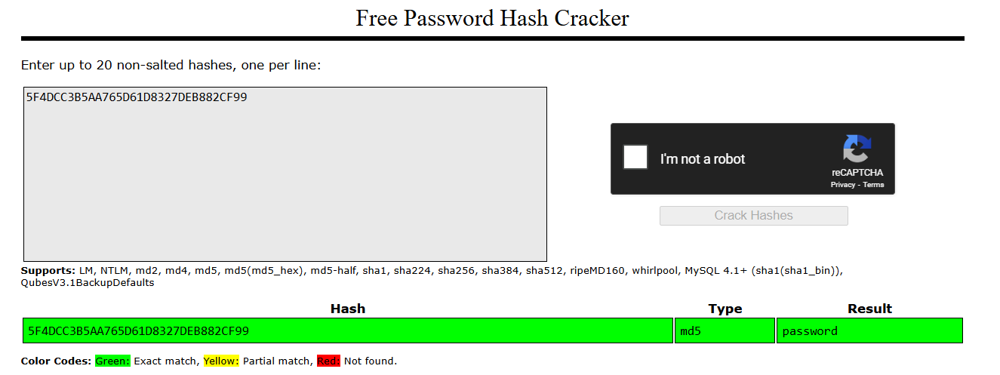 Free Password Hash Cracker
Enter up to 20 non-salted hashes, one per line:
5F4DCC3B5AA765D61D8327DEB882CF99
I'm not a robot
reCAPTCHA
Privacy - Terms
Crack Hashes
Supports: LM, NTLM, md2, md4, md5, md5(md5_hex), md5-half, sha1, sha224, sha256, sha384, sha512, ripeMD160, whirlpool, MySQL 4.1+ (sha1(sha1_bin)),
QubesV3.1BackupDefaults
Hash Type Result
5F4DCC3B5AA765D61D8327DEB882CF99 md5 password
Color Codes: Green: Exact match, Yellow: Partial match, Red: Not found.